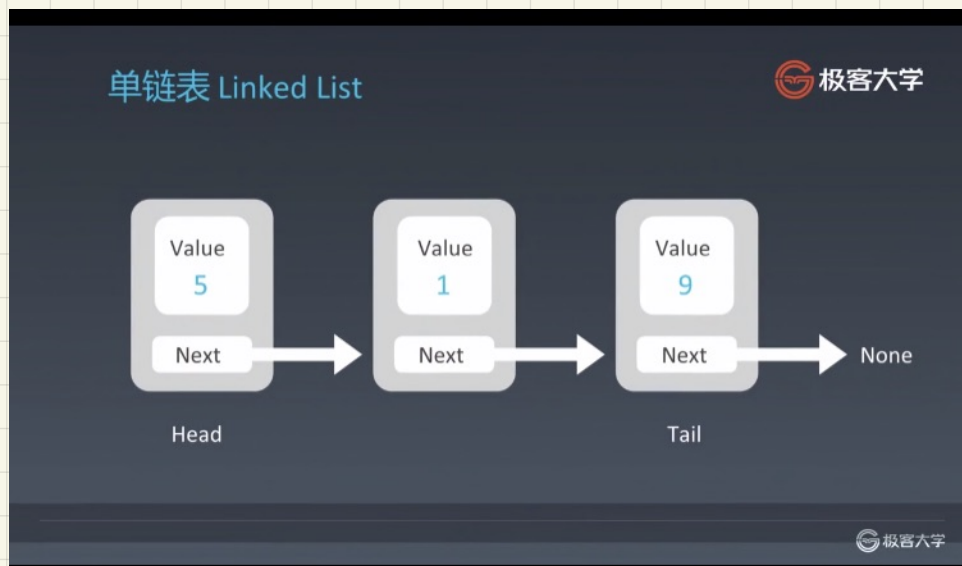 单链表 Linked List
极客大学
Value
5
Next
Value
1
Next
Value
9
Next
None
Head
Tail
极客大学